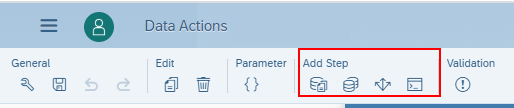 Data Actions
General Edit Parameter Add Step Validation